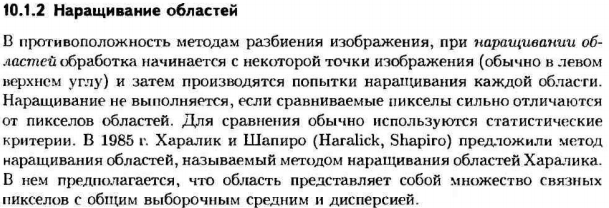 10.1.2 Наращивание областей
В противоположность методам разбиения изображения, при наращивании об-
ластей обработка начинается с некоторой точки изображения (обычно в левом
верхнем углу) и затем производятся попытки наращивания каждой области.
Наращивание не выполняется, если сравниваемые пикселы сильно отличаются
от пикселов областей. Для сравнения обычно используются статистические
критерии. В 1985 г. Харалик и Шапиро (Haralick, Shapiro) предложили метод
наращивания областей, называемый методом наращивания областей Харалика.
В нем предполагается, что область представляет собой множество связных
пикселов с общим выборочным средним и дисперсией.